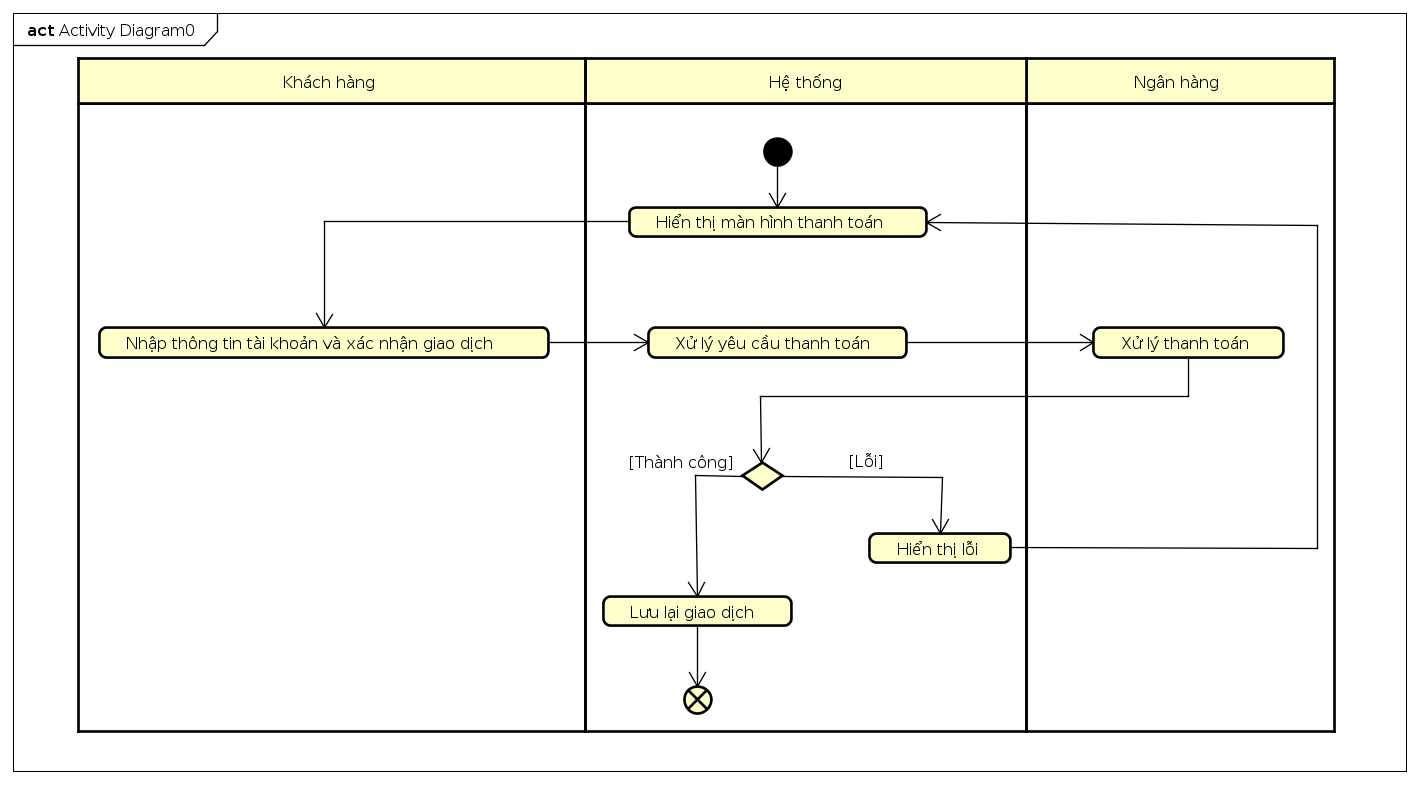 act Activity Diagram0
Khách hàng
Hệ thống
Ngân hàng
Hiển thị màn hình thanh toán
Nhập thông tin tài khoản và xác nhận giao dịch
Xử lý yêu cầu thanh toán
Xử lý thanh toán
[Thành công]
[Lỗi]
Hiển thị lỗi
Lưu lại giao dịch